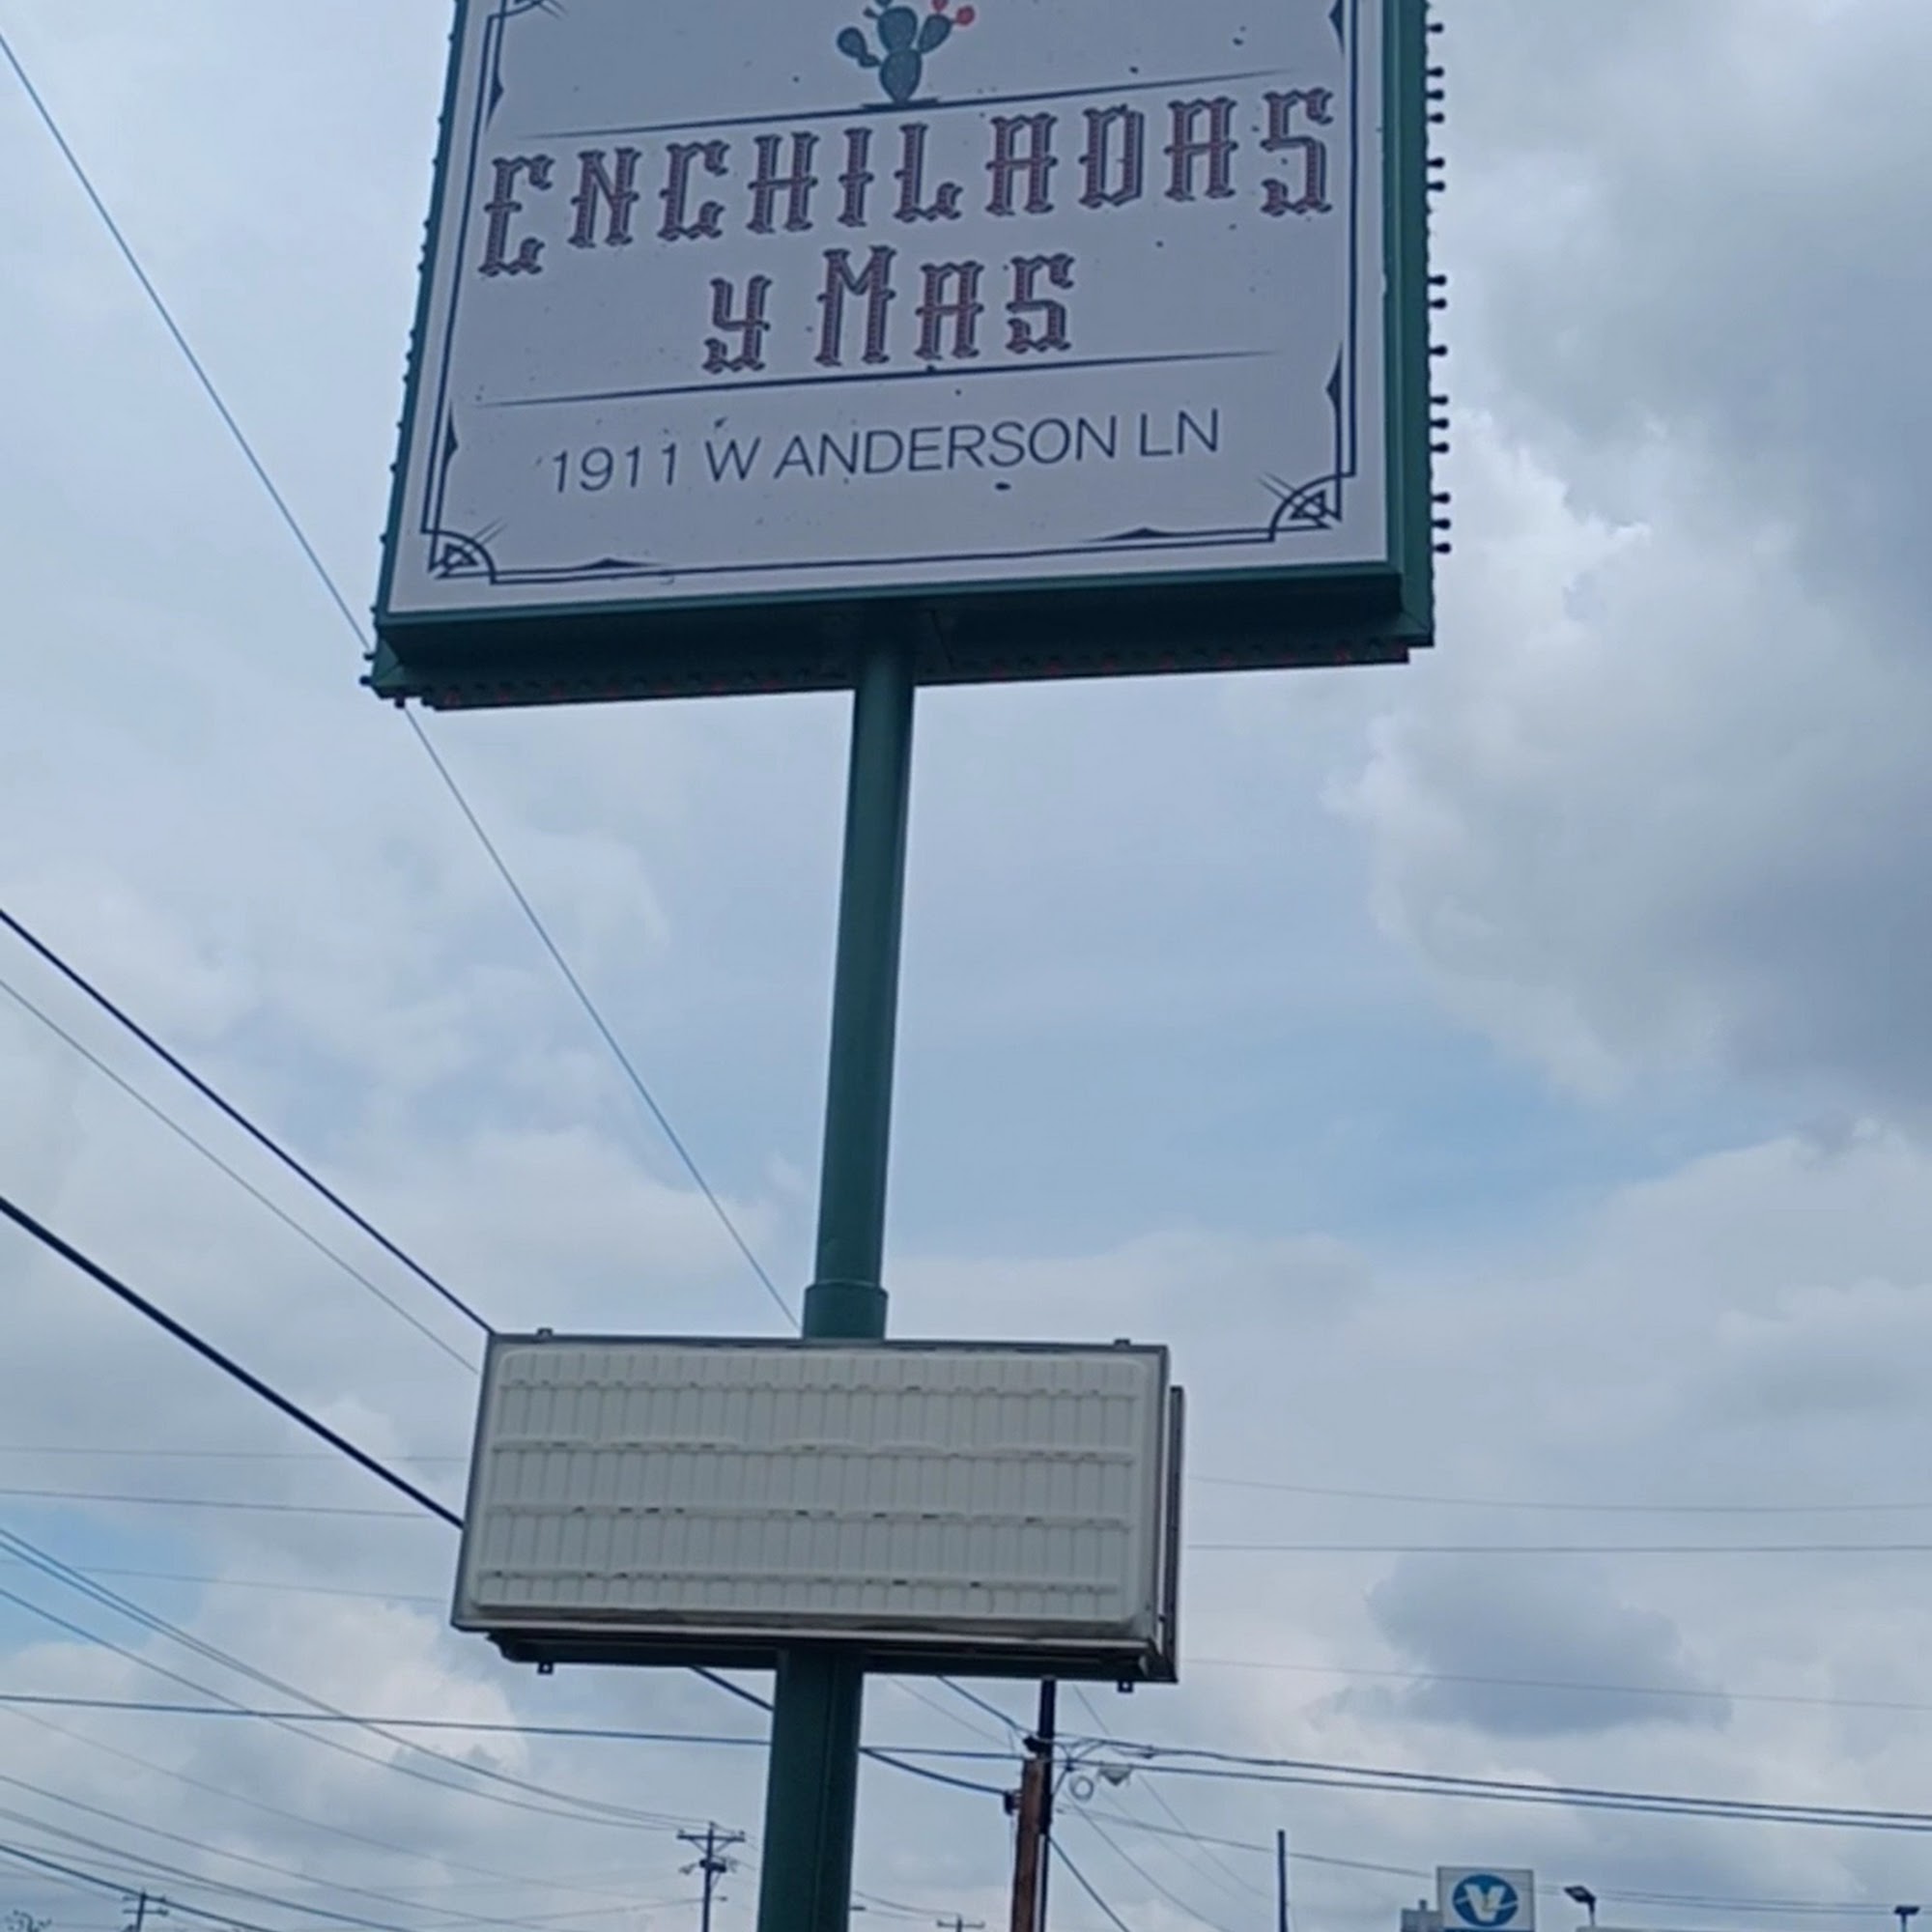 ENCHILADAS
y MAS
1911 W ANDERSON LN